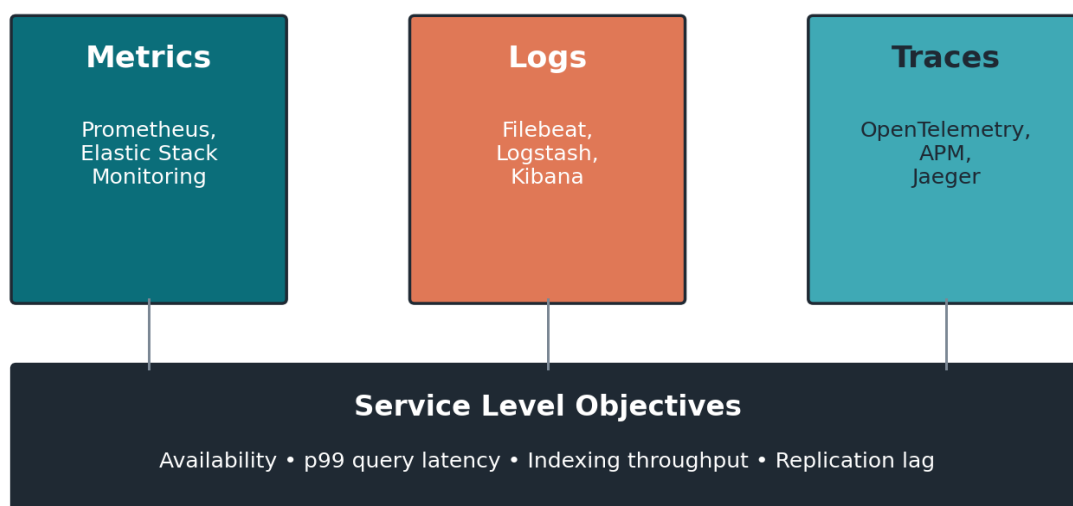 Metrics
Prometheus,
Elastic Stack
Monitoring
Logs
Filebeat,
Logstash,
Kibana
Traces
OpenTelemetry,
APM,
Jaeger
Service Level Objectives
Availability • p99 query latency • Indexing throughput • Replication lag